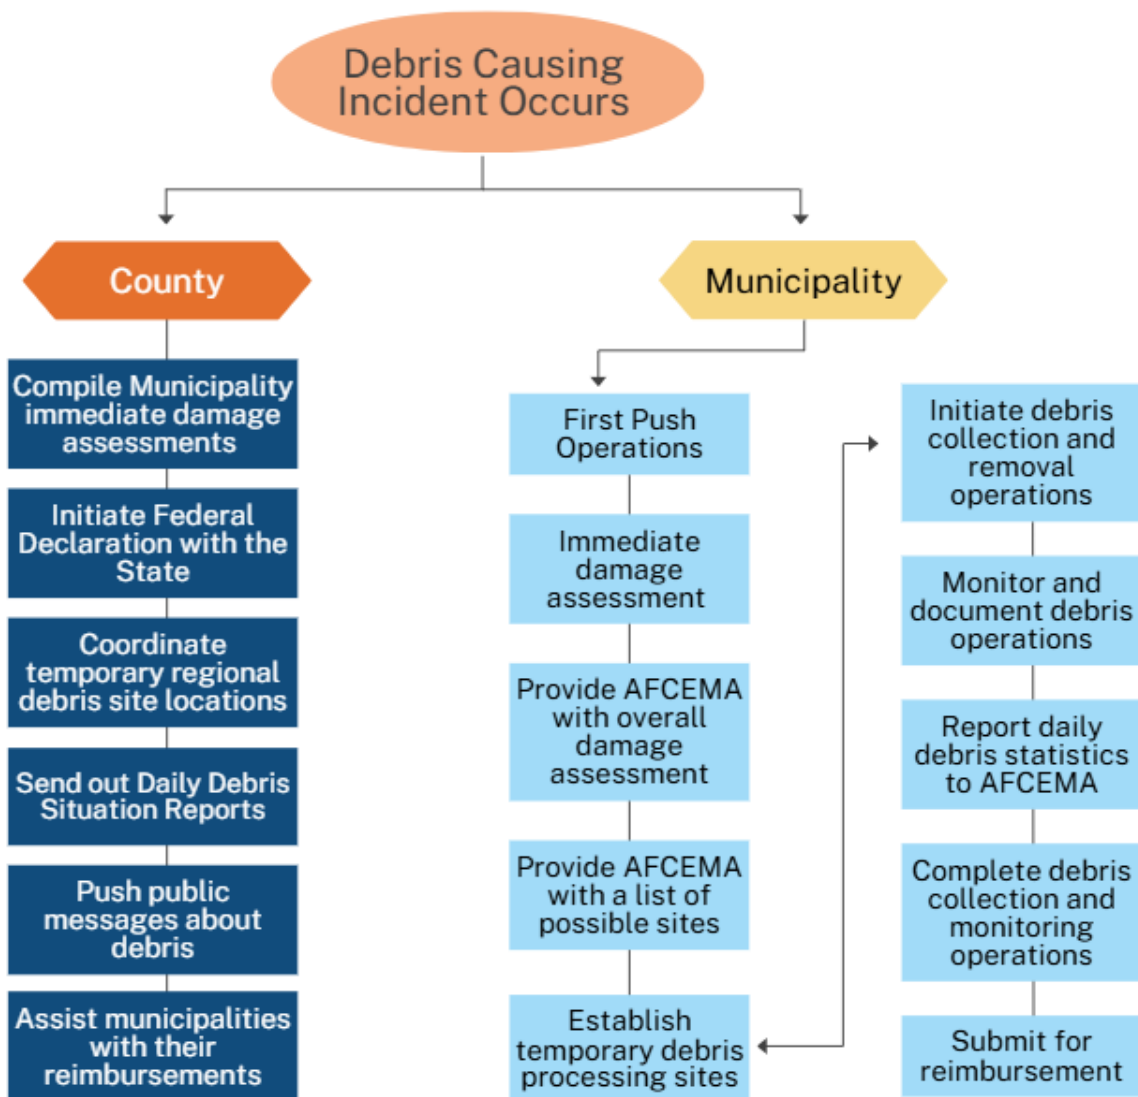 Debris Causing
Incident Occurs
County
Compile Municipality
immediate damage
assessments
Initiate Federal
Declaration with the
State
Coordinate
temporary regional
debris site locations
Send out Daily Debris
Situation Reports
Push public
messages about
debris
Assist municipalities
with their
reimbursements
Municipality
First Push
Operations
Immediate
damage
assessment
Provide AFCEMA
with overall
damage
assessment
Provide AFCEMA
with a list of
possible sites
Establish
temporary debris
processing sites
Initiate debris
collection and
removal
operations
Monitor and
document debris
operations
Report daily
debris statistics
to AFCEMA
Complete debris
collection and
monitoring
operations
Submit for
reimbursement